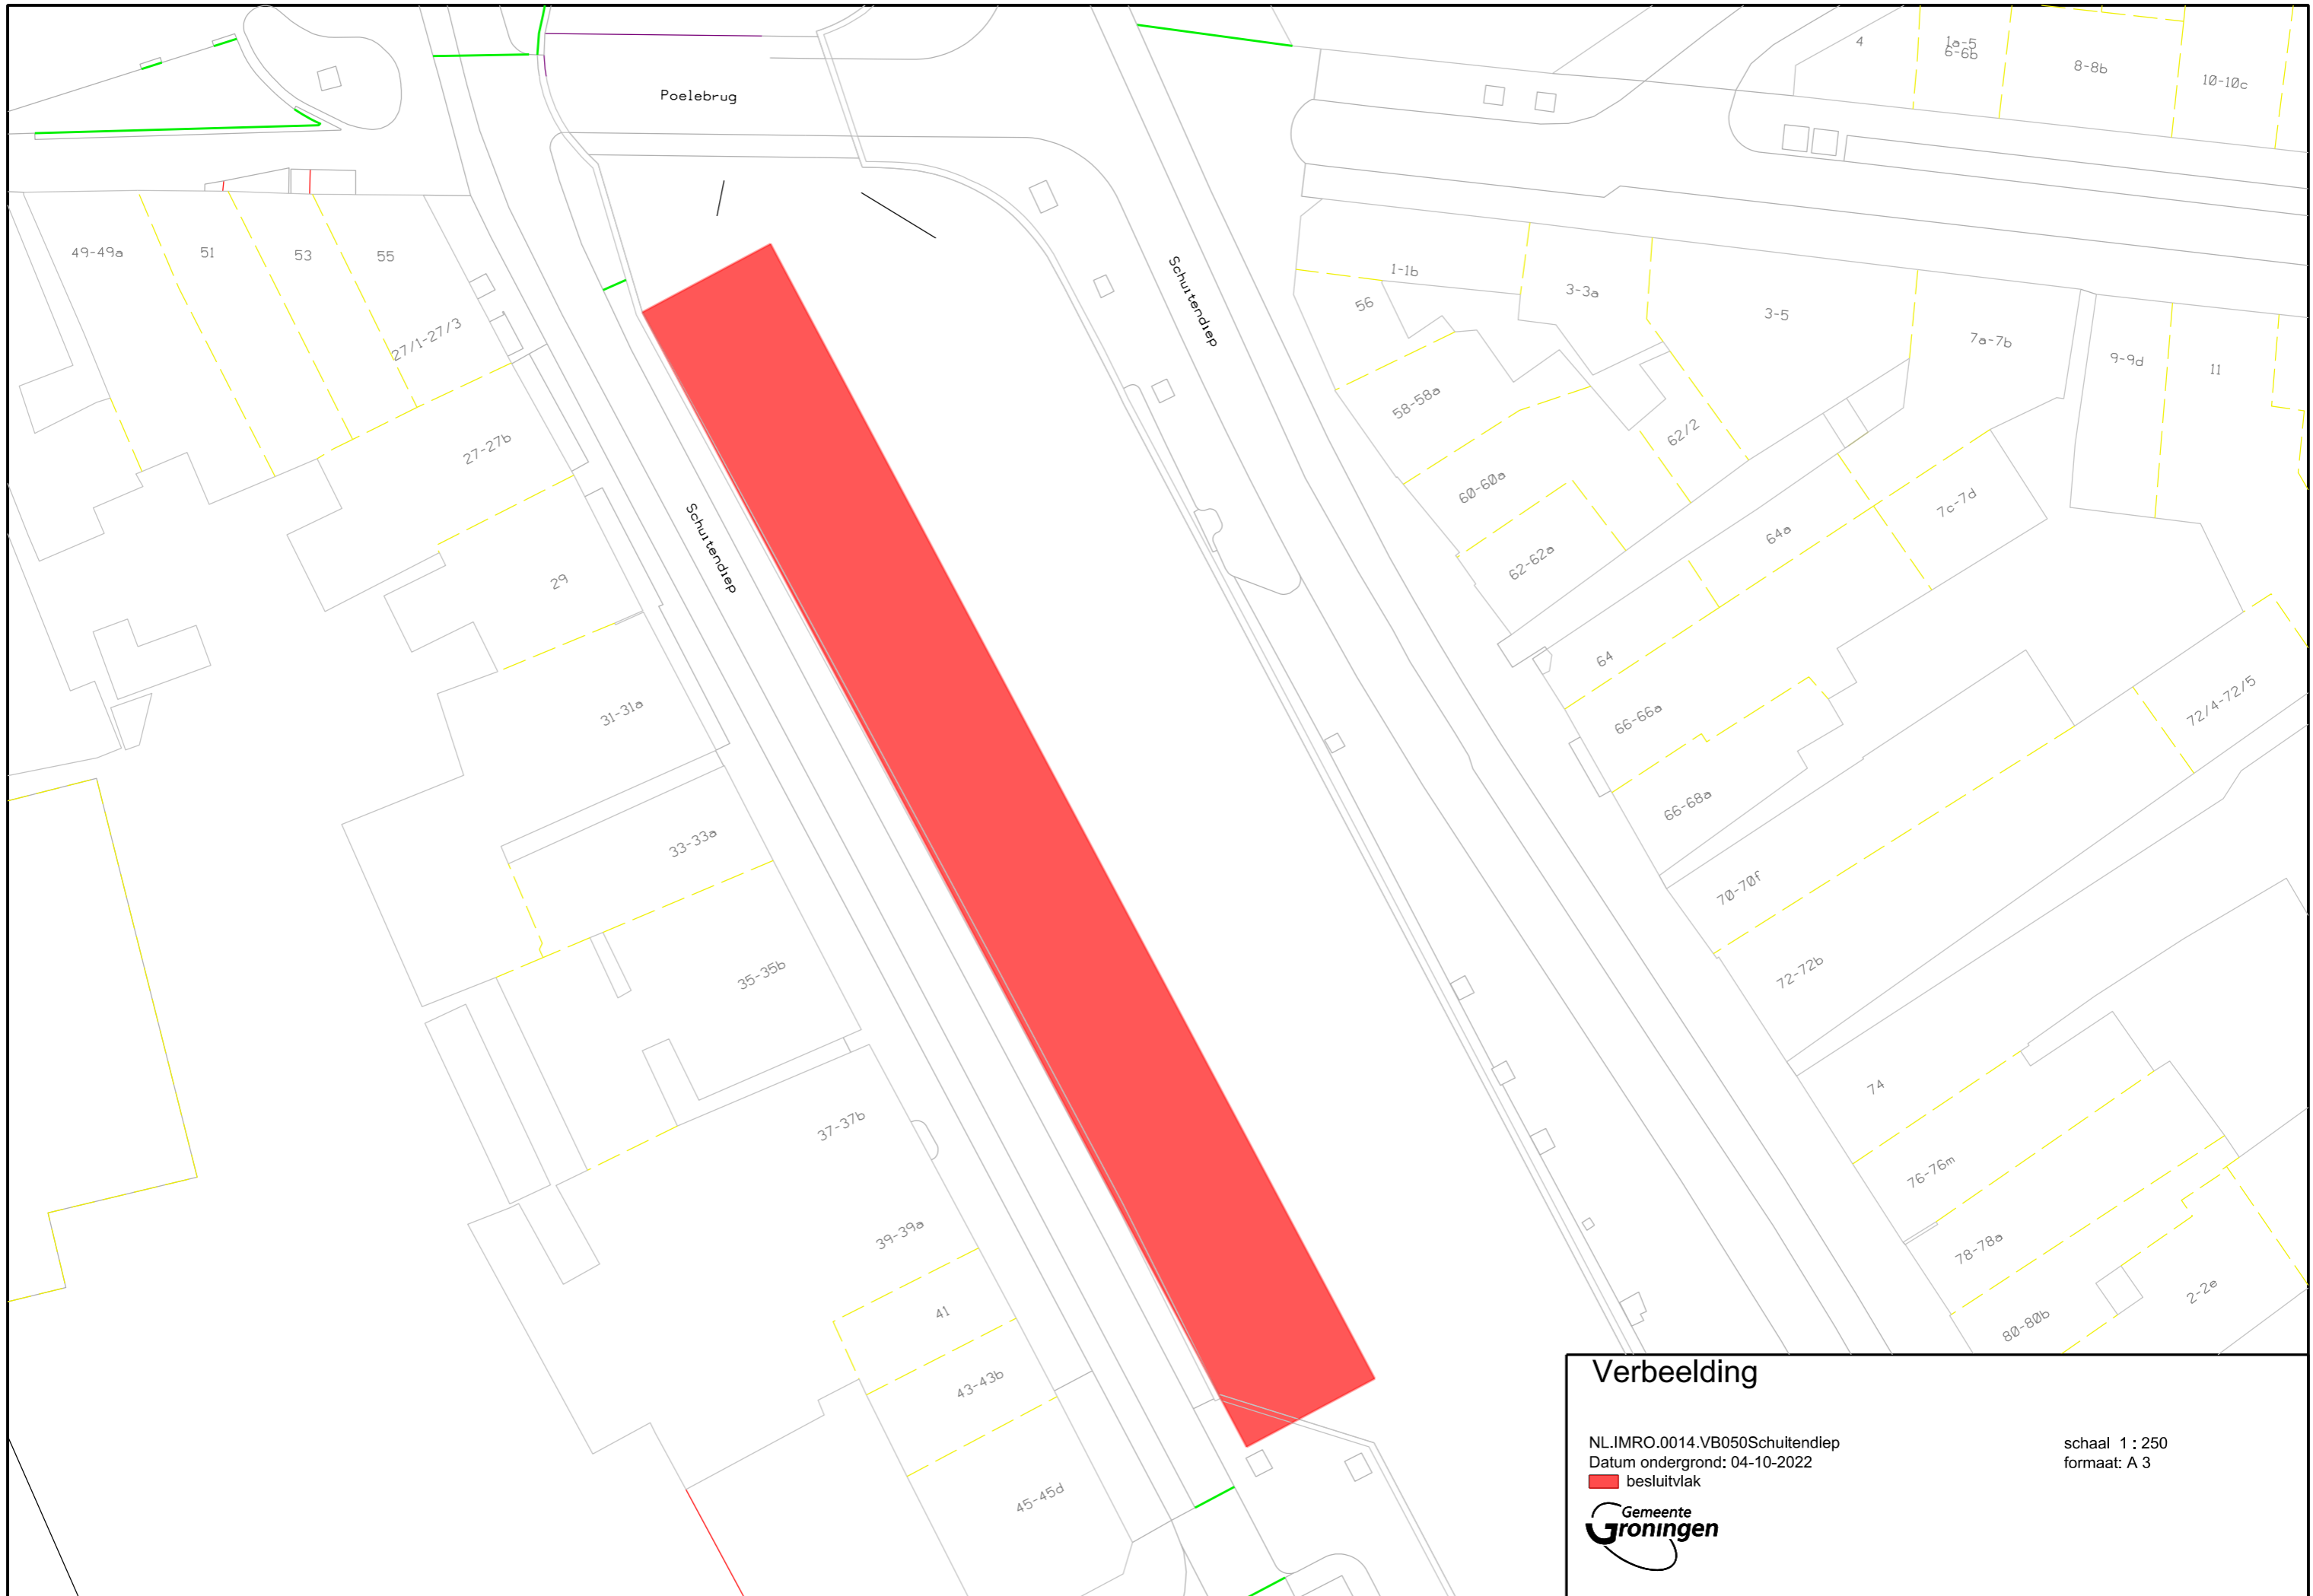 Poelebrug
4
1a-5
6-6b
8-8b
10-10c
49-49a
51
53
55
27/1-27/3
Schuitendiep
1-1b
3-3a
3-5
7a-7b
9-9d
11
56
58-58a
62/2
27-27b
60-60a
7c-7d
64a
Schuitendiep
62-62a
29
64
31-31a
66-66a
72/4-72/5
66-68a
33-33a
70-70f
35-35b
72-72b
74
37-37b
76-76m
39-39a
78-78a
2-2e
80-80b
41
43-43b
45-45d
Verbeelding
NL.IMRO.0014.VB050Schuitendiep
schaal 1 : 250
Datum ondergrond: 04-10-2022
formaat: A 3
besluitvlak
Gemeente
Groningen